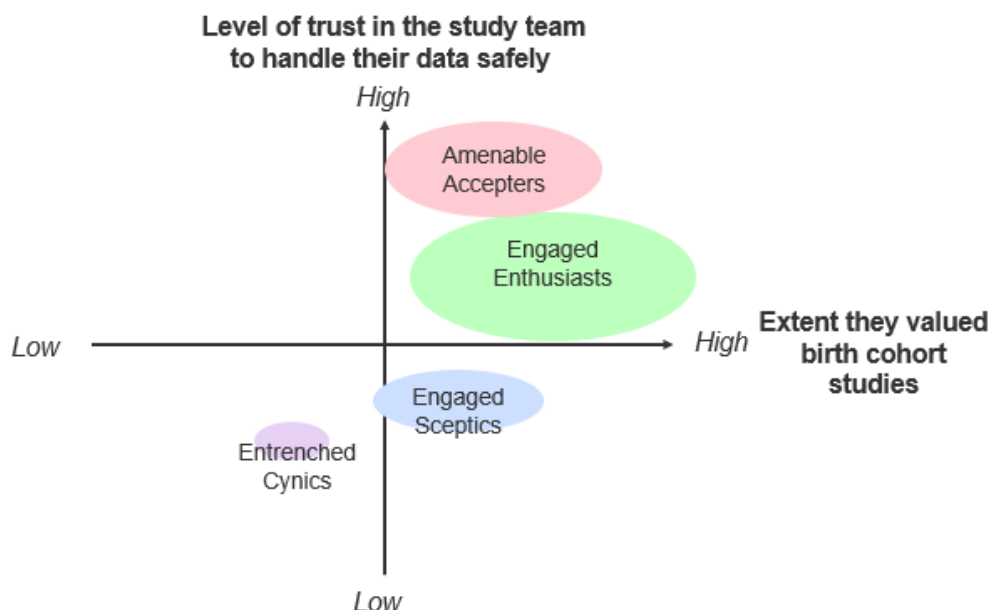 Level of trust in the study team
to handle their data safely
High
Amenable
Accepters
Engaged
Enthusiasts
Low
High
Extent they valued
birth cohort
studies
Engaged
Sceptics
Entrenched
Cynics
Low